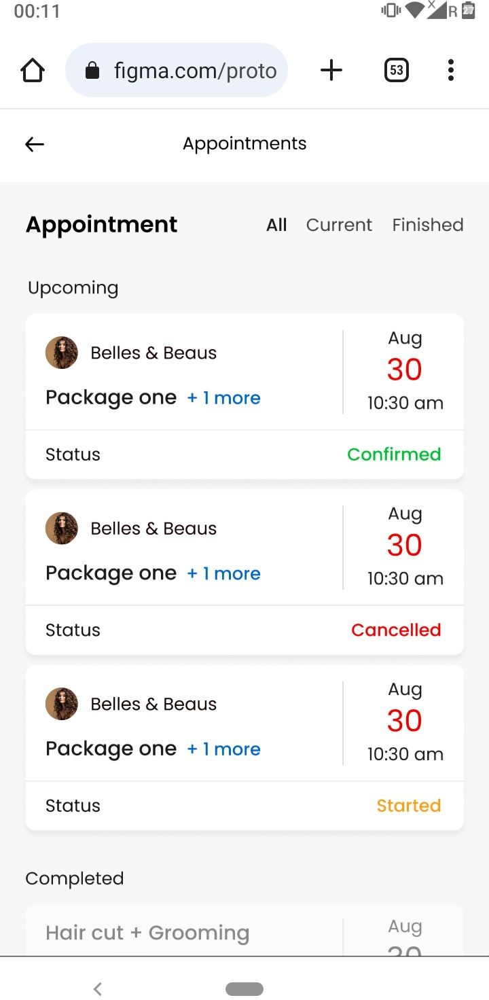 00:11
R
27
figma.com/proto
53
Appointments
Appointment
All Current Finished
Upcoming
Belles & Beaus
Package one + 1 more
Aug
30
10:30 am
Status
Confirmed
Belles & Beaus
Package one + 1 more
Aug
30
10:30 am
Status
Cancelled
Belles & Beaus
Package one + 1 more
Aug
30
10:30 am
Status
Started
Completed
Hair cut + Grooming
Aug